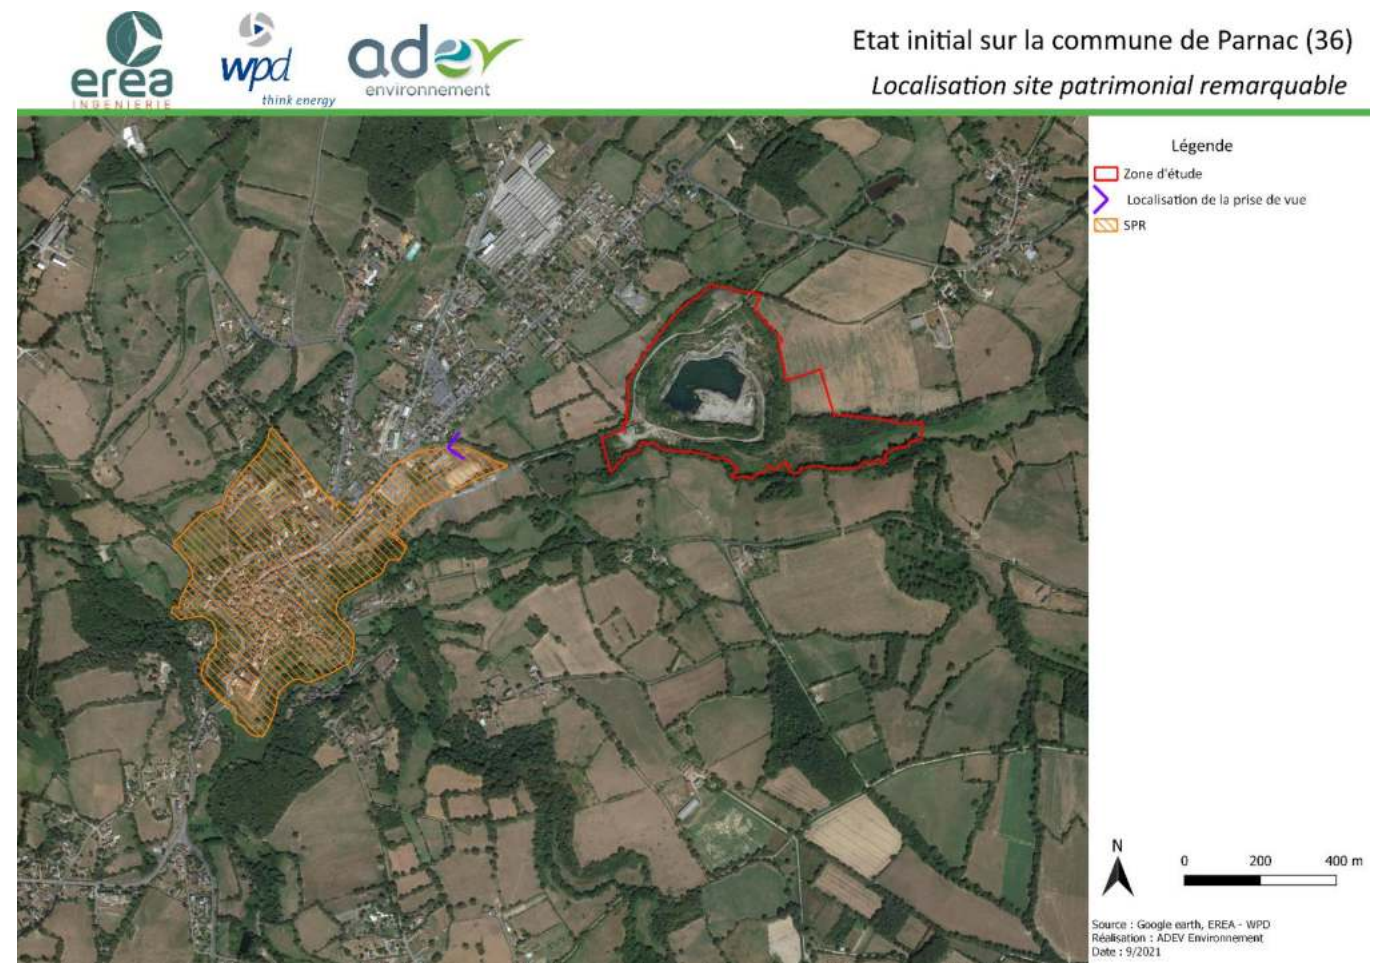 erea
INGENIERIE
wpd
think energy
adev
environnement
Etat initial sur la commune de Parnac (36)
Localisation site patrimonial remarquable
Légende
Zone d'étude
Localisation de la prise de vue
SPR
N
0 200 400 m
Source : Google earth, EREA - WPD
Réalisation : ADEV Environnement
Date : 9/2021